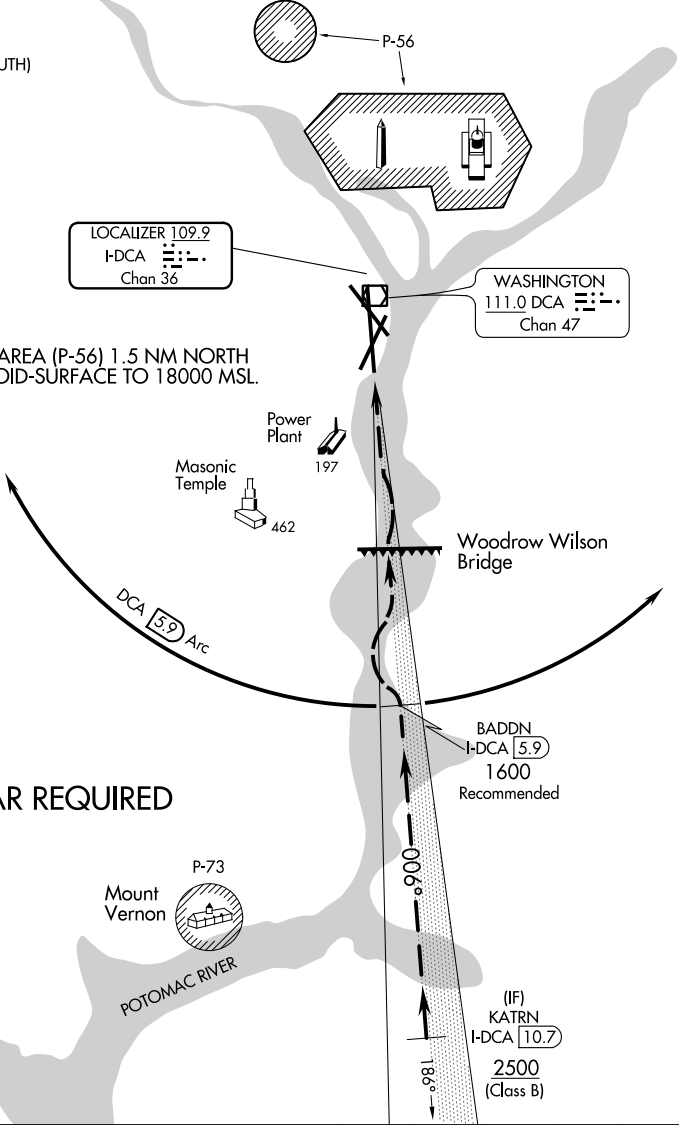 P-56
UTH)
LOCALIZER 109.9
I-DCA
Chan 36
WASHINGTON
111.0 DCA
Chan 47
AREA (P-56) 1.5 NM NORTH
OID-SURFACE TO 18000 MSL.
Power
Plant
197
Masonic
Temple
462
Woodrow Wilson
Bridge
DCA 5.9 Arc
BADDN
I-DCA 5.9
1600
Recommended
AR REQUIRED
006°
P-73
Mount
Vernon
POTOMAC RIVER
(IF)
KATRN
I-DCA 10.7
2500
(Class B)
186°